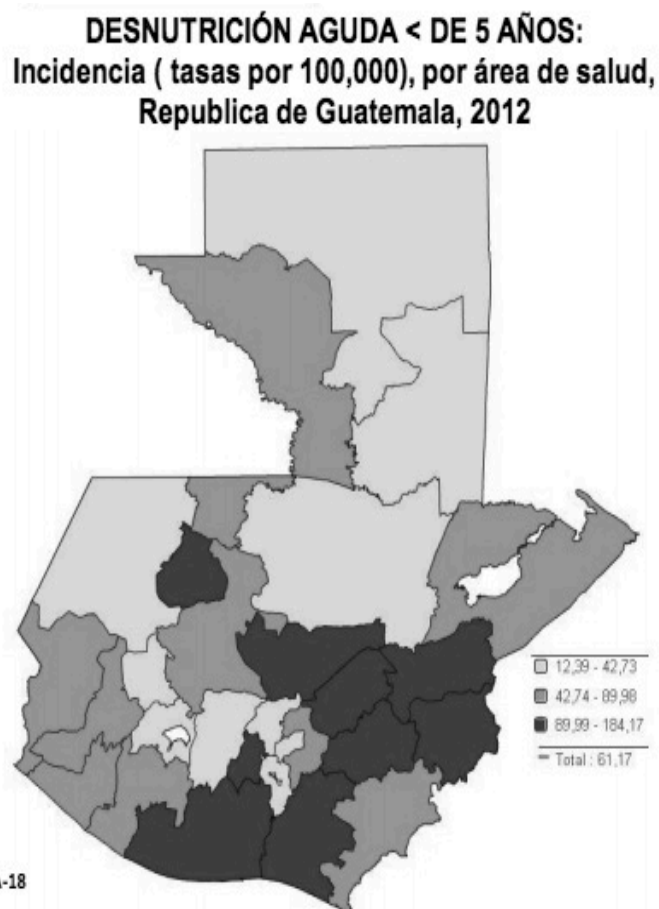 DESNUTRICIÓN AGUDA < DE 5 AÑOS:
Incidencia ( tasas por 100,000), por área de salud,
Republica de Guatemala, 2012
12,39 - 42,73
42,74 - 89,98
89,99 - 184,17
Total : 61,17
-18